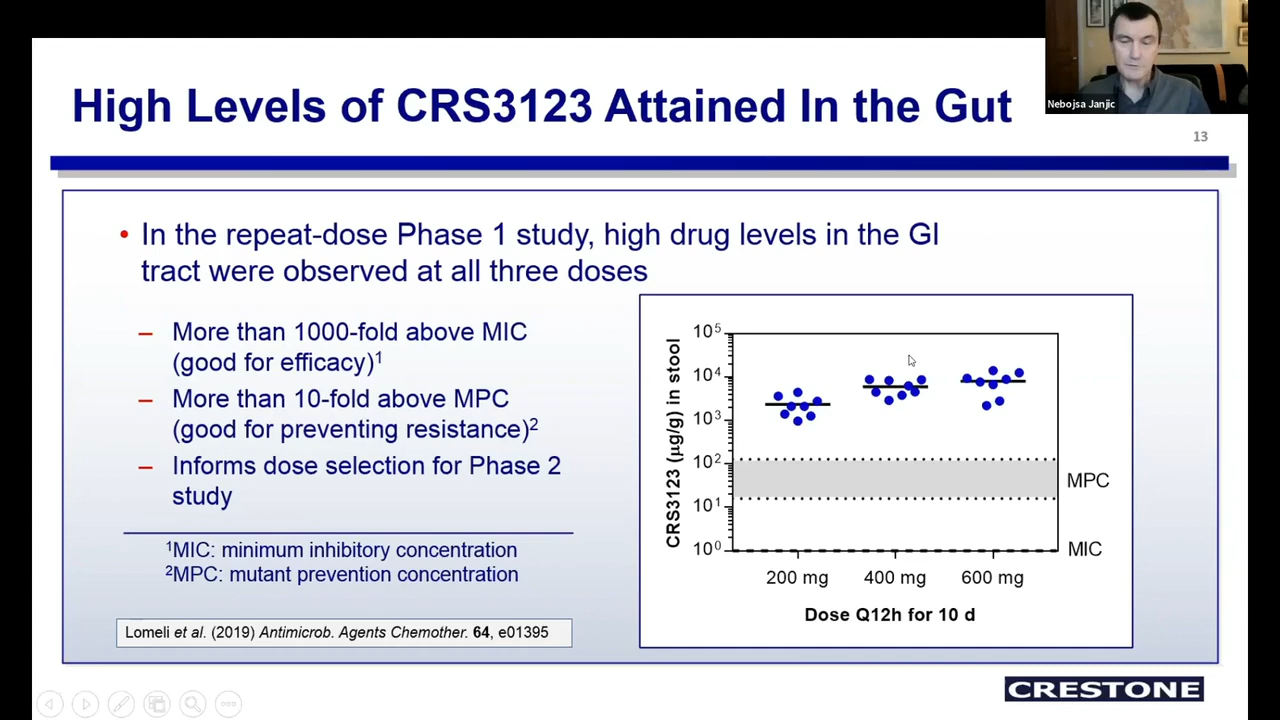 High Levels of CRS3123 Attained In the Gut
Nebojsa Janjic
13
• In the repeat-dose Phase 1 study, high drug levels in the GI
tract were observed at all three doses
– More than 1000-fold above MIC
(good for efficacy)¹
– More than 10-fold above MPC
(good for preventing resistance)²
– Informs dose selection for Phase 2
study
¹MIC: minimum inhibitory concentration
²MPC: mutant prevention concentration
Lomeli et al. (2019) Antimicrob. Agents Chemother. 64, e01395
CRS3123 (µg/g) in stool
10⁵
10⁴
10³
10²
10¹
10⁰
MPC
MIC
200 mg 400 mg 600 mg
Dose Q12h for 10 d
CRESTONE